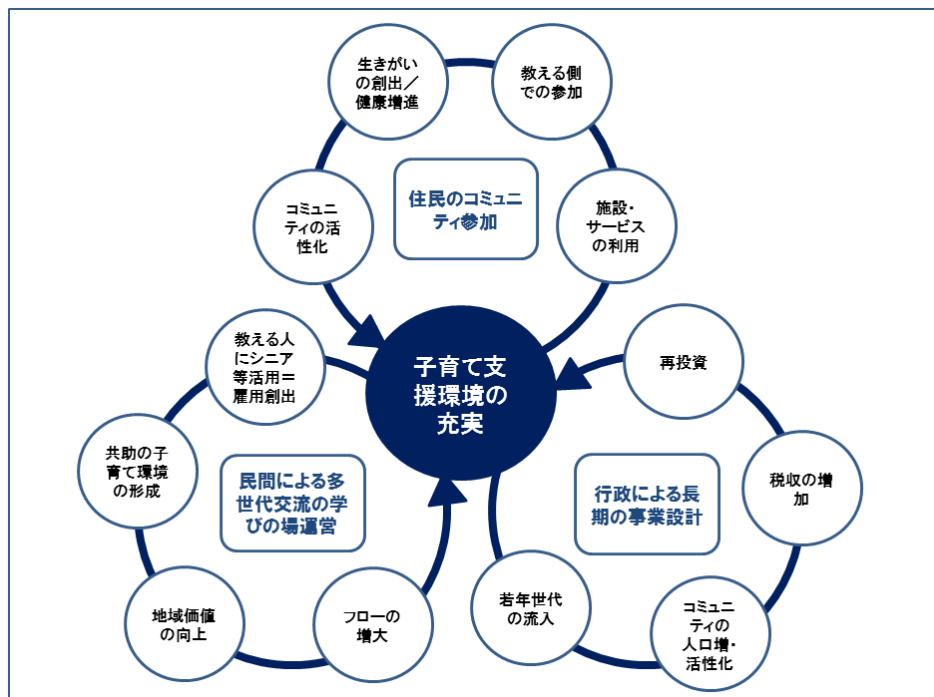 生きがい
の創出／
健康増進
教える側
での参加
コミュニ
ティの活
性化
住民のコミュニ
ティ参加
施設・
サービス
の利用
子育て支
援環境の
充実
教える人
にシニア
等活用＝
雇用創出
共助の子
育て環境
の形成
民間による多
世代交流の学
びの場運営
地域価値
の向上
フローの
増大
再投資
税収の増
加
行政による長
期の事業設計
若年世代
の流入
コミュニ
ティの
人口増・
活性化